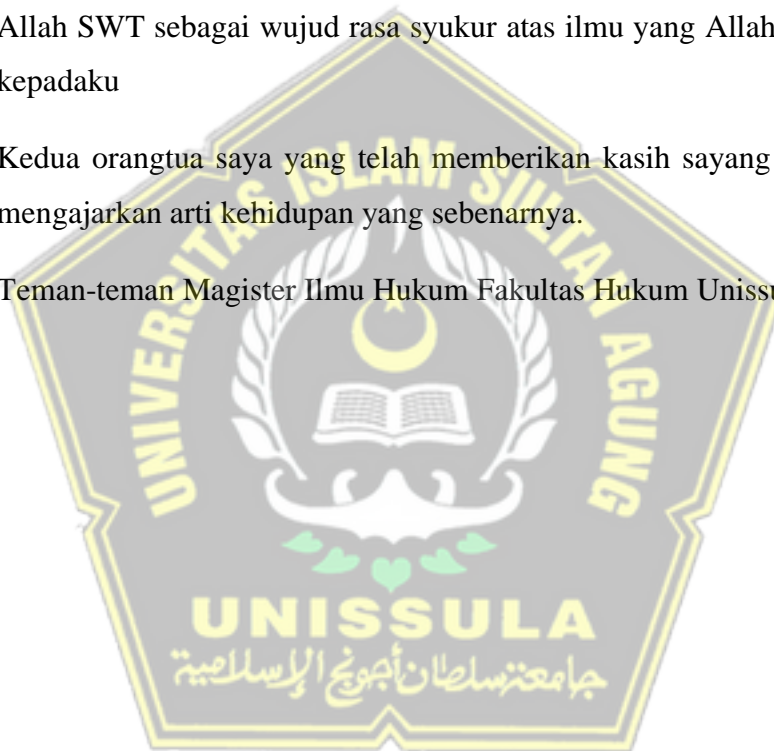 Allah SWT sebagai wujud rasa syukur atas ilmu yang Allah
kepadaku
Kedua orangtua saya yang telah memberikan kasih sayang
mengajarkan arti kehidupan yang sebenarnya.
Teman-teman Magister Ilmu Hukum Fakultas Hukum Unissu
UNIVERSITAS ISLAM SULTAN AGUNG
UNISSULA
جامعة سلطان أجونج الإسلامية